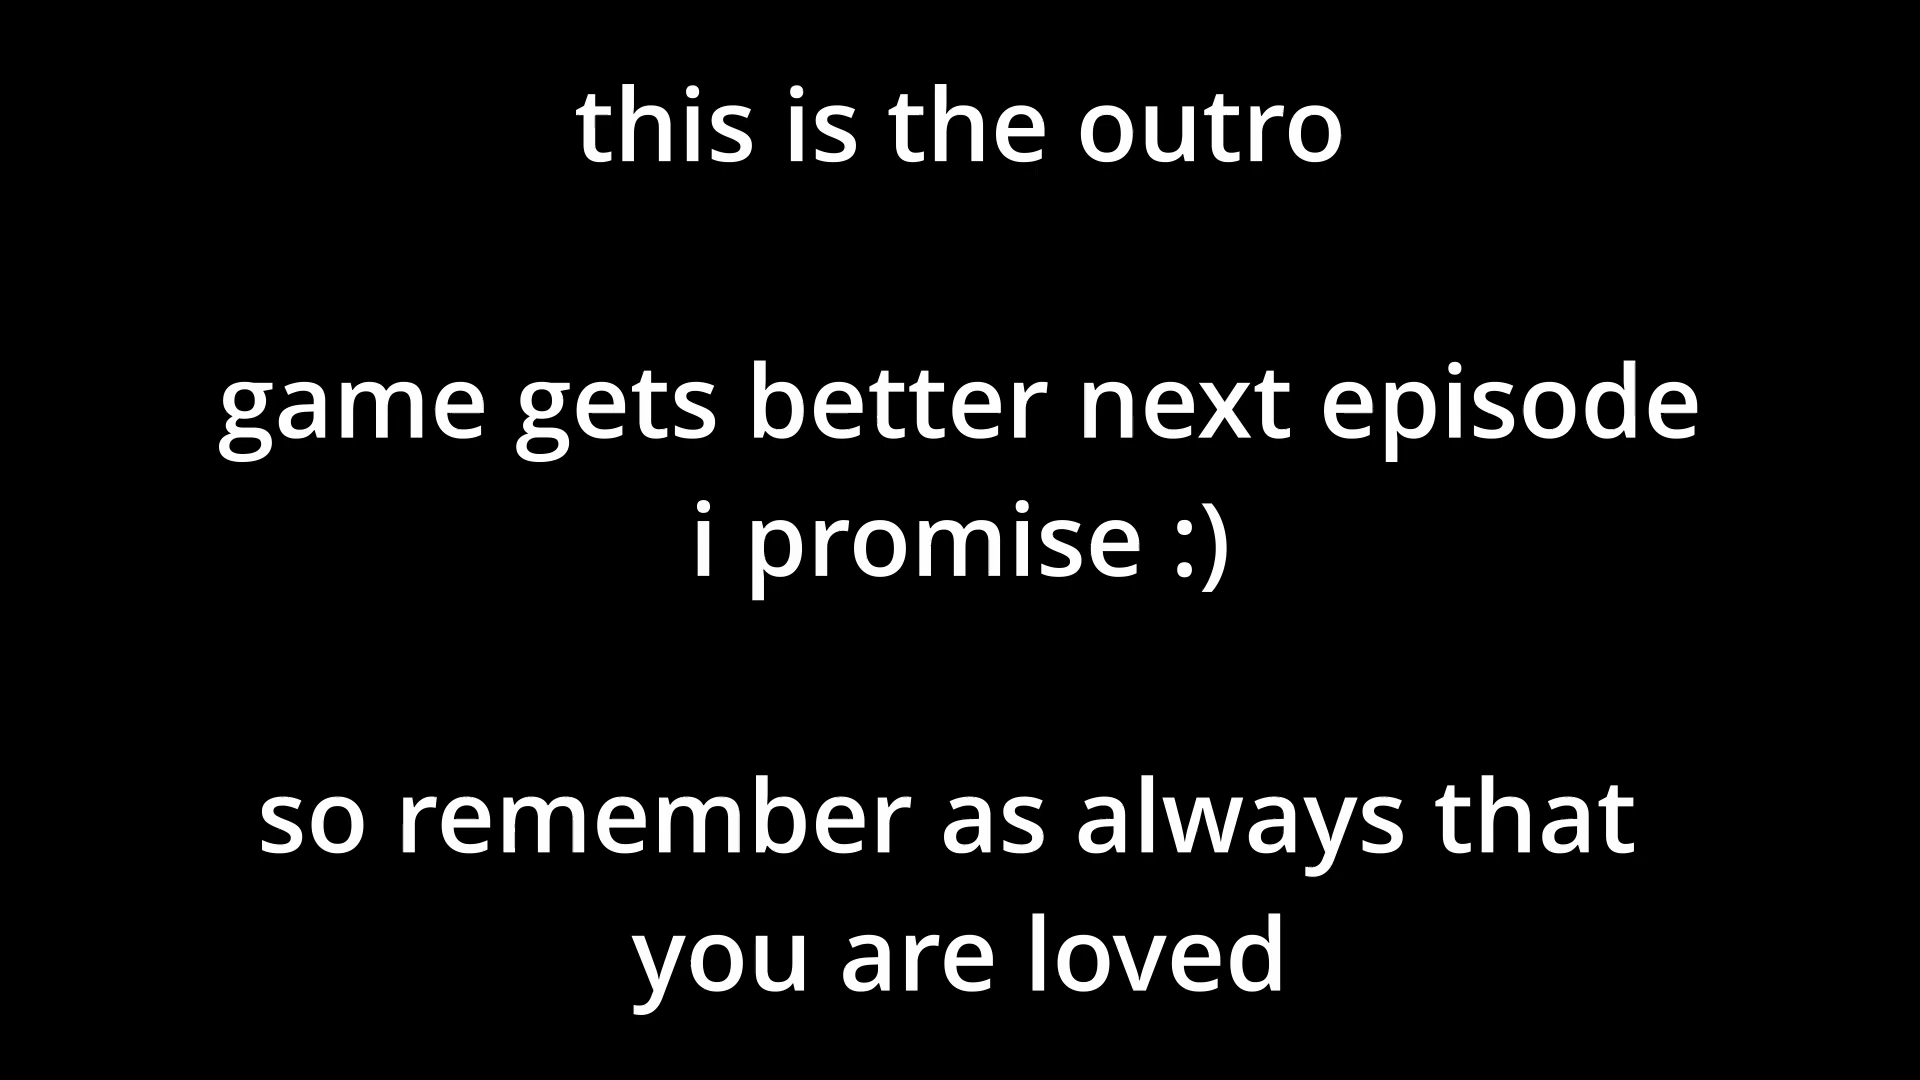 this is the outro
game gets better next episode
i promise :)
so remember as always that
you are loved